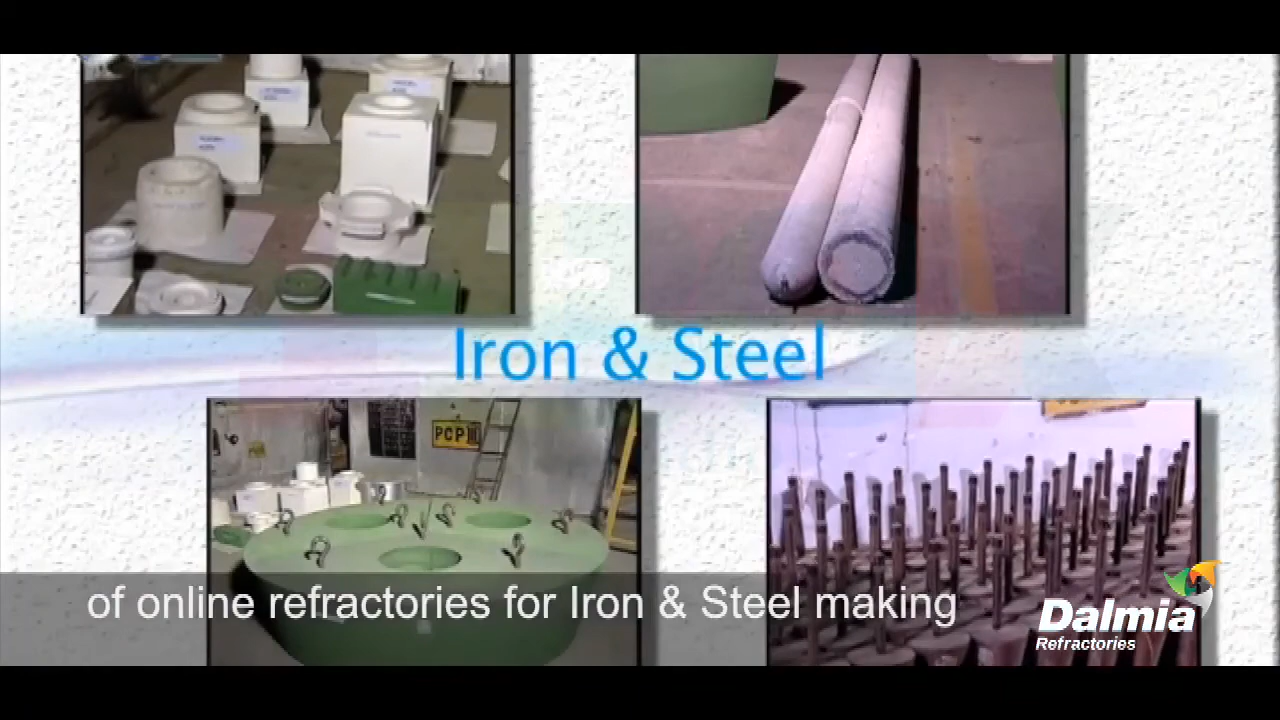 Iron & Steel
PCP
of online refractories for Iron & Steel making
Dalmia
Refractories